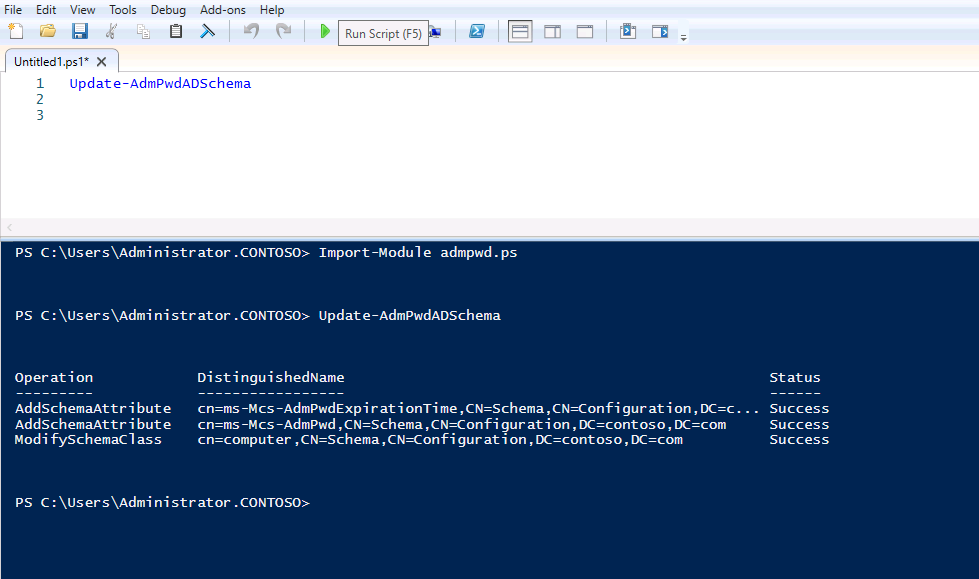 File Edit View Tools Debug Add-ons Help
Run Script (F5)
Untitled1.ps1*
1 Update-AdmPwdADSchema
2
3
PS C:\Users\Administrator.CONTOSO> Import-Module admpwd.ps
PS C:\Users\Administrator.CONTOSO> Update-AdmPwdADSchema
Operation DistinguishedName Status
--------- ----------------- ------
AddSchemaAttribute cn=ms-Mcs-AdmPwdExpirationTime,CN=Schema,CN=Configuration,DC=c... Success
AddSchemaAttribute cn=ms-Mcs-AdmPwd,CN=Schema,CN=Configuration,DC=contoso,DC=com Success
ModifySchemaClass cn=computer,CN=Schema,CN=Configuration,DC=contoso,DC=com Success
PS C:\Users\Administrator.CONTOSO>